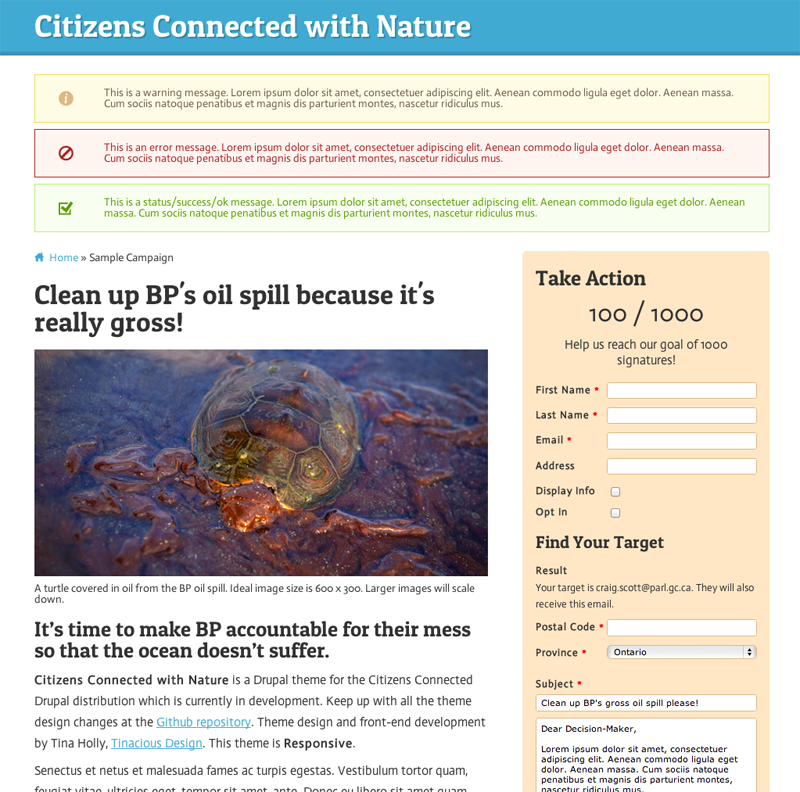 Citizens Connected with Nature
This is a warning message. Lorem ipsum dolor sit amet, consectetuer adipiscing elit. Aenean commodo ligula eget dolor. Aenean massa.
Cum sociis natoque penatibus et magnis dis parturient montes, nascetur ridiculus mus.
This is an error message. Lorem ipsum dolor sit amet, consectetuer adipiscing elit. Aenean commodo ligula eget dolor. Aenean massa.
Cum sociis natoque penatibus et magnis dis parturient montes, nascetur ridiculus mus.
This is a status/success/ok message. Lorem ipsum dolor sit amet, consectetuer adipiscing elit. Aenean commodo ligula eget dolor. Aenean
massa. Cum sociis natoque penatibus et magnis dis parturient montes, nascetur ridiculus mus.
Home » Sample Campaign
Clean up BP's oil spill because it's
really gross!
A turtle covered in oil from the BP oil spill. Ideal image size is 600 x 300. Larger images will scale
down.
It's time to make BP accountable for their mess
so that the ocean doesn't suffer.
Citizens Connected with Nature is a Drupal theme for the Citizens Connected
Drupal distribution which is currently in development. Keep up with all the theme
design changes at the Github repository. Theme design and front-end development
by Tina Holly, Tinacious Design. This theme is Responsive.
Senectus et netus et malesuada fames ac turpis egestas. Vestibulum tortor quam,
feugiat vitae, ultricies eget, tempor sit amet, ante. Donec eu libero sit amet quam
Take Action
100 / 1000
Help us reach our goal of 1000
signatures!
First Name *
Last Name *
Email *
Address
Display Info
Opt In
Find Your Target
Result
Your target is craig.scott@parl.gc.ca. They will also
receive this email.
Postal Code *
Province * Ontario
Subject *
Clean up BP's gross oil spill please!
Dear Decision-Maker,
Lorem ipsum dolor sit amet, consectetuer
adipiscing elit. Aenean commodo ligula eget
dolor. Aenean massa. Cum sociis natoque
penatibus et magnis dis parturient montes,
nascetur ridiculus mus.